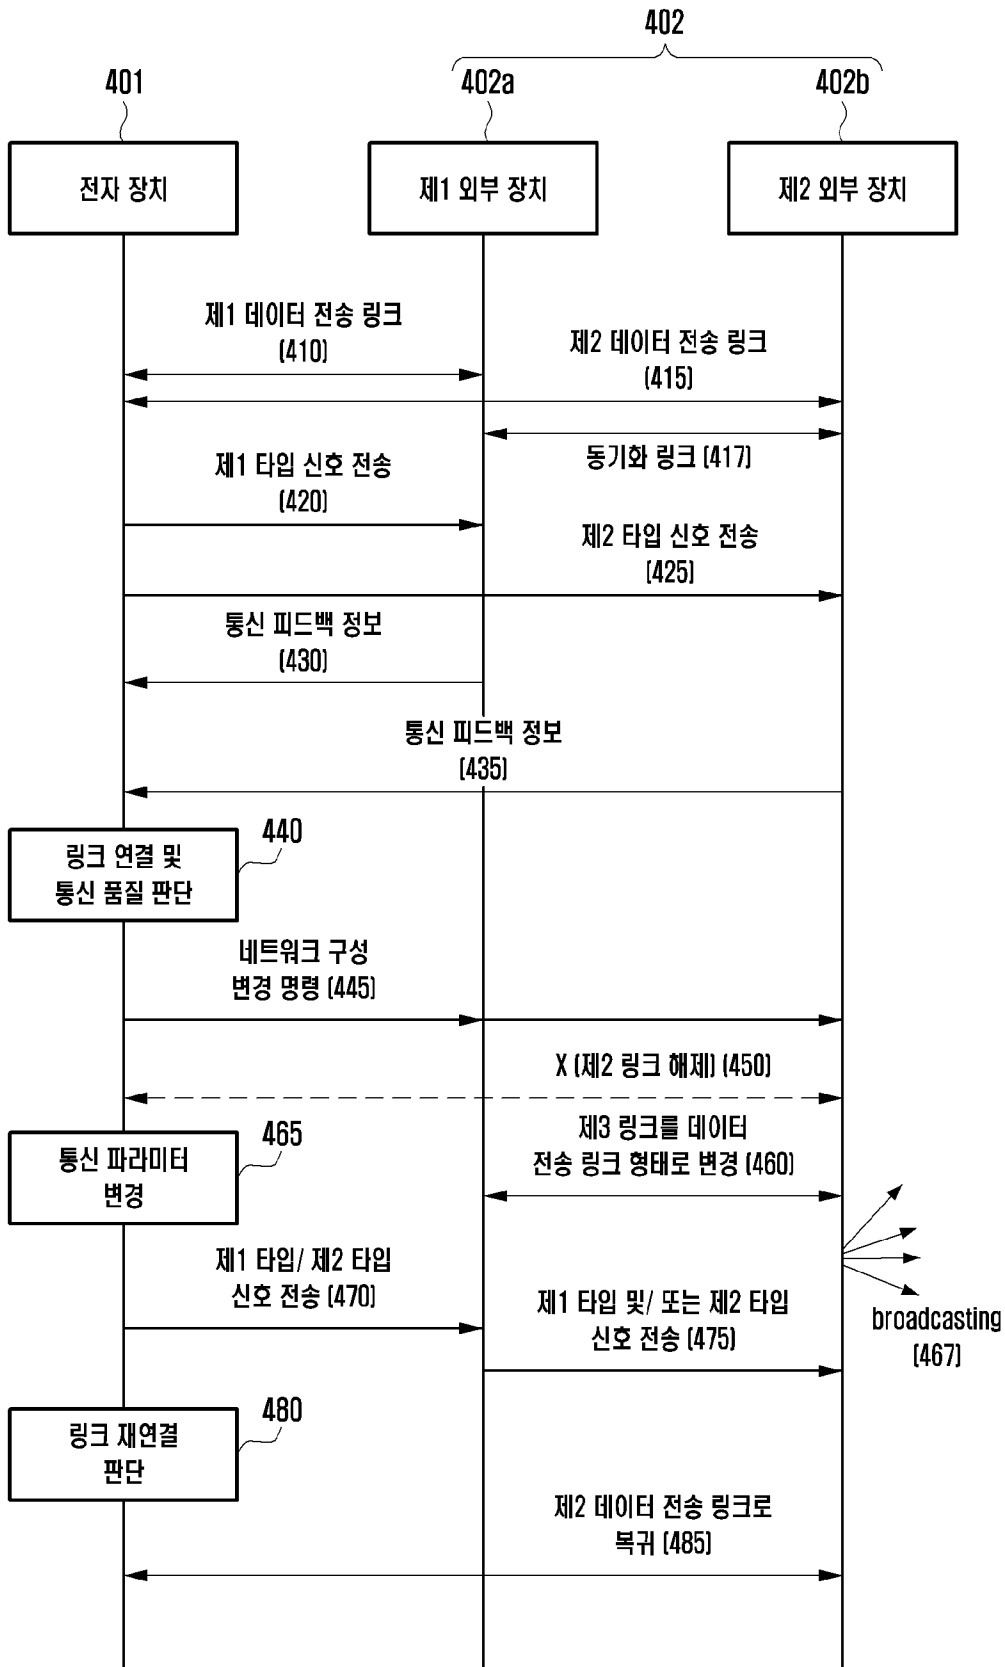 402
401
402a
402b
전자 장치
제1 외부 장치
제2 외부 장치
제1 데이터 전송 링크
(410)
제2 데이터 전송 링크
(415)
동기화 링크 (417)
제1 타입 신호 전송
(420)
제2 타입 신호 전송
(425)
통신 피드백 정보
(430)
통신 피드백 정보
(435)
440
링크 연결 및
통신 품질 판단
네트워크 구성
변경 명령 (445)
X (제2 링크 해제) (450)
465
통신 파라미터
변경
제3 링크를 데이터
전송 링크 형태로 변경 (460)
제1 타입/ 제2 타입
신호 전송 (470)
제1 타입 및/ 또는 제2 타입
신호 전송 (475)
broadcasting
(467)
480
링크 재연결
판단
제2 데이터 전송 링크로
복귀 (485)